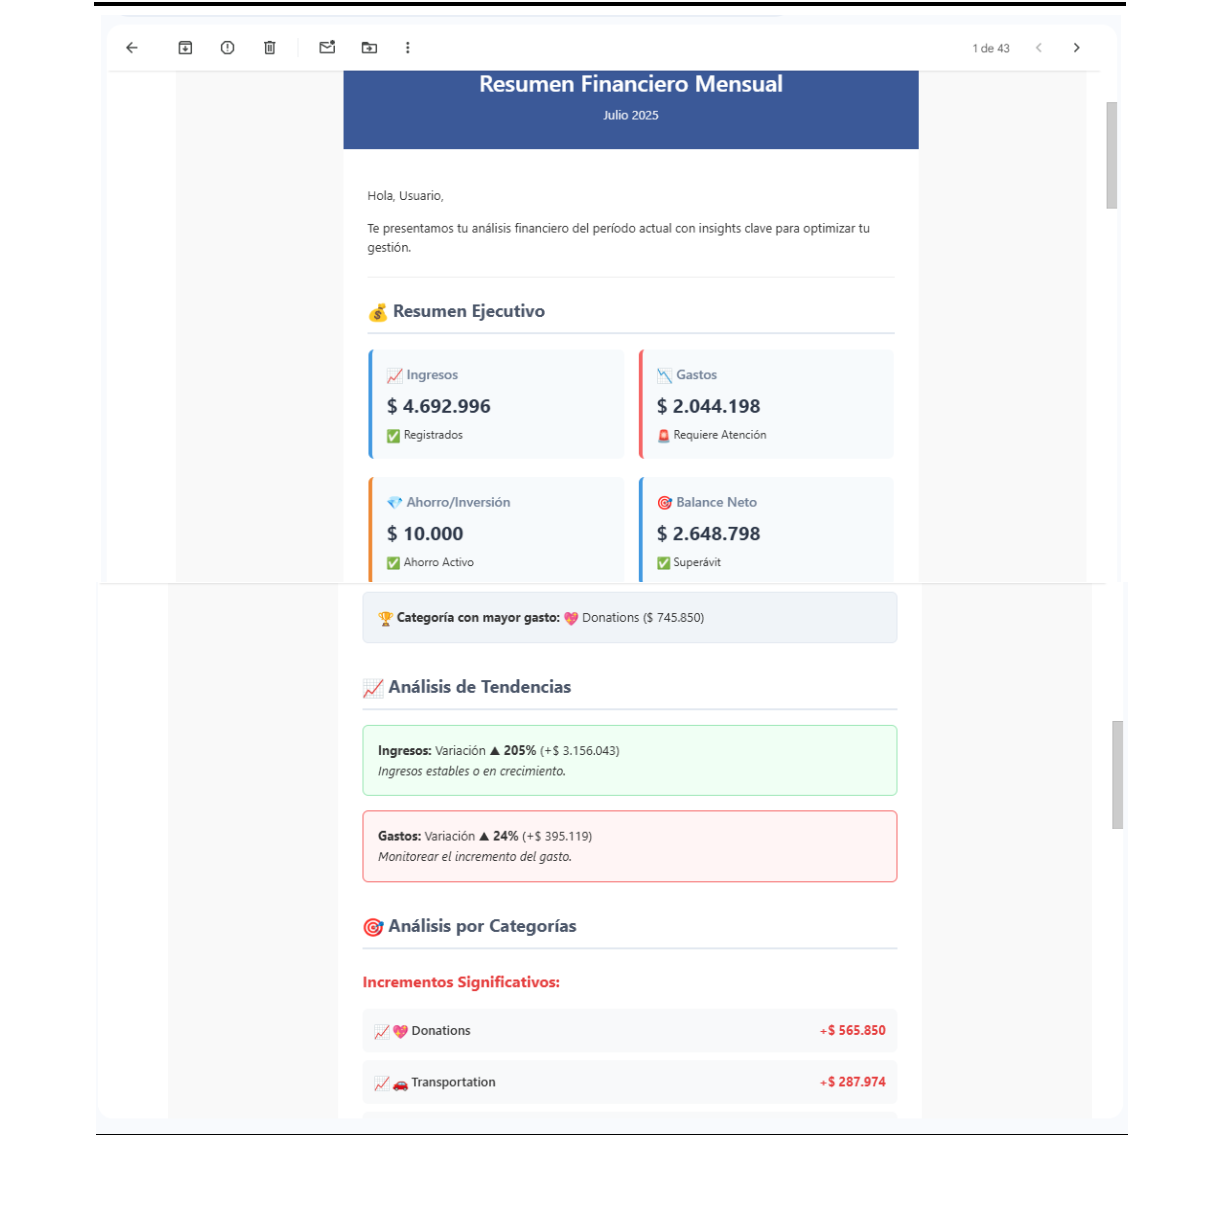 1 de 43
Resumen Financiero Mensual
Julio 2025
Hola, Usuario,
Te presentamos tu análisis financiero del período actual con insights clave para optimizar tu
gestión.
💰 Resumen Ejecutivo
📈 Ingresos
$ 4.692.996
✅ Registrados
📉 Gastos
$ 2.044.198
🚨 Requiere Atención
💎 Ahorro/Inversión
$ 10.000
✅ Ahorro Activo
🎯 Balance Neto
$ 2.648.798
✅ Superávit
🏆 Categoría con mayor gasto: 💖 Donations ($ 745.850)
📈 Análisis de Tendencias
Ingresos: Variación ▲ 205% (+$ 3.156.043)
Ingresos estables o en crecimiento.
Gastos: Variación ▲ 24% (+$ 395.119)
Monitorear el incremento del gasto.
🎯 Análisis por Categorías
Incrementos Significativos:
📈 💖 Donations +$ 565.850
📈 🚗 Transportation +$ 287.974